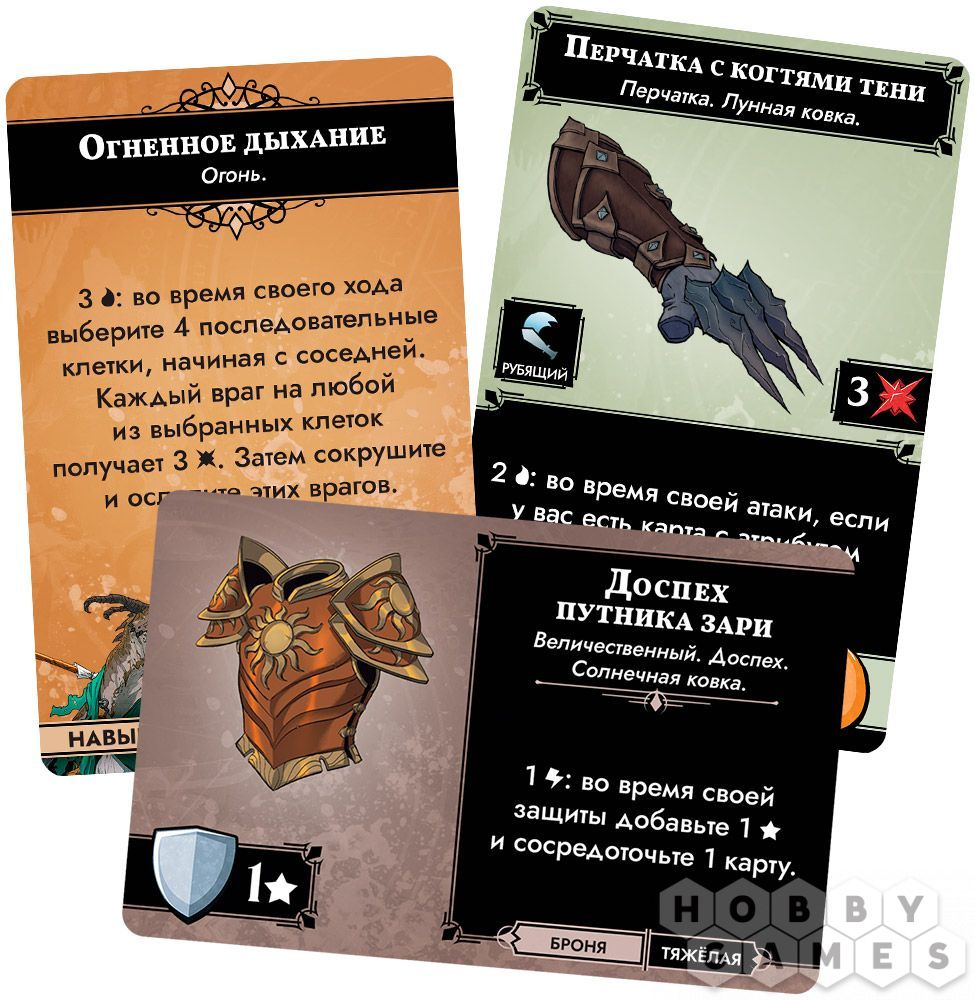 Огненное дыхание
Огонь.
3 : во время своего хода
выберите 4 последовательные
клетки, начиная с соседней.
Каждый враг на любой
из выбранных клеток
получает 3 . Затем сокрушите
и этих врагов.
Перчатка с когтями тени
Перчатка. Лунная ковка.
РУБЯЩИЙ
3
2 : во время своей атаки, если
у вас есть карта с атрибутом
Доспех
путника зари
Величественный. Доспех.
Солнечная ковка.
1 : во время своей
защиты добавьте 1
и сосредоточьте 1 карту.
1
БРОНЯ
ТЯЖЁЛАЯ
HOBBY
GAMES